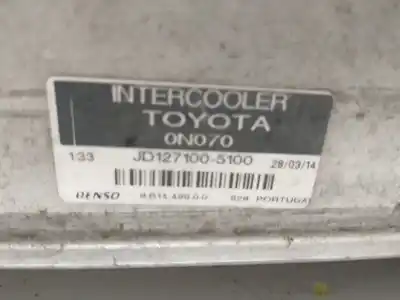 INTERCOOLER
TOYOTA
0N070
133 JD127100-5100 28/03/14
DENSO 828 PORTUGAL